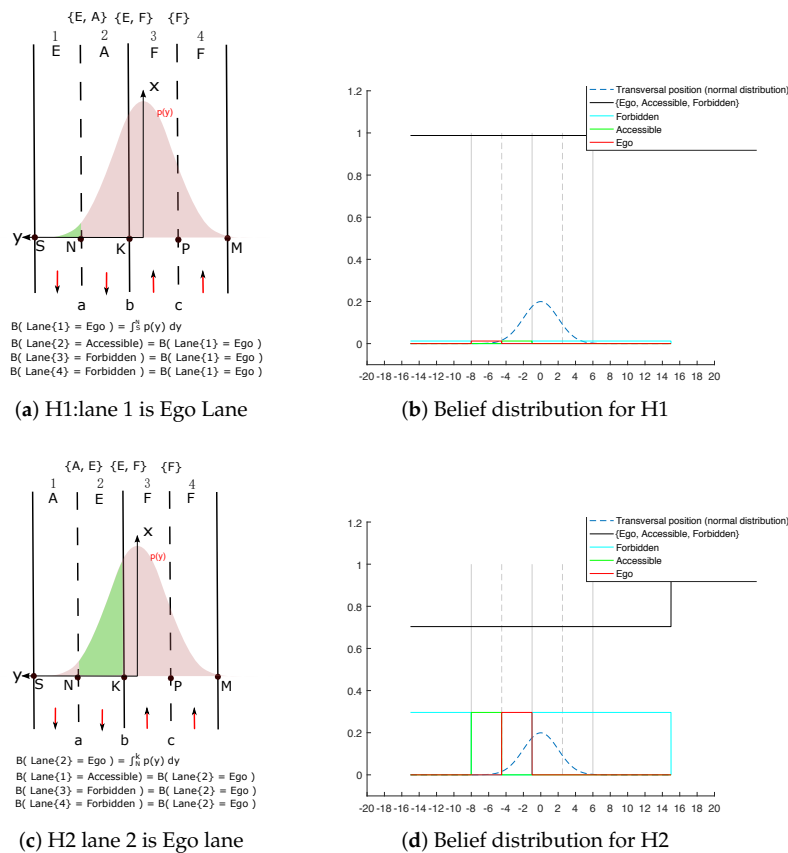 {E, A} {E, F} {F}
1 2 3 4
E A F F
x
p(y)
y S N K P M
a b c
B( Lane{1} = Ego ) = ∫_S^N p(y) dy
B( Lane{2} = Accessible) = B( Lane{1} = Ego )
B( Lane{3} = Forbidden ) = B( Lane{1} = Ego )
B( Lane{4} = Forbidden ) = B( Lane{1} = Ego )
(a) H1:lane 1 is Ego Lane
Transversal position (normal distribution)
{Ego, Accessible, Forbidden}
Forbidden
Accessible
Ego
1.2
1
0.8
0.6
0.4
0.2
0
-20 -18 -16 -14 -12 -10 -8 -6 -4 -2 0 2 4 6 8 10 12 14 16 18 20
(b) Belief distribution for H1
{A, E} {E, F} {F}
1 2 3 4
A E F F
x
p(y)
y S N K P M
a b c
B( Lane{2} = Ego ) = ∫_N^k p(y) dy
B( Lane{1} = Accessible) = B( Lane{2} = Ego )
B( Lane{3} = Forbidden ) = B( Lane{2} = Ego )
B( Lane{4} = Forbidden ) = B( Lane{2} = Ego )
(c) H2 lane 2 is Ego lane
Transversal position (normal distribution)
{Ego, Accessible, Forbidden}
Forbidden
Accessible
Ego
1.2
1
0.8
0.6
0.4
0.2
0
-20 -18 -16 -14 -12 -10 -8 -6 -4 -2 0 2 4 6 8 10 12 14 16 18 20
(d) Belief distribution for H2